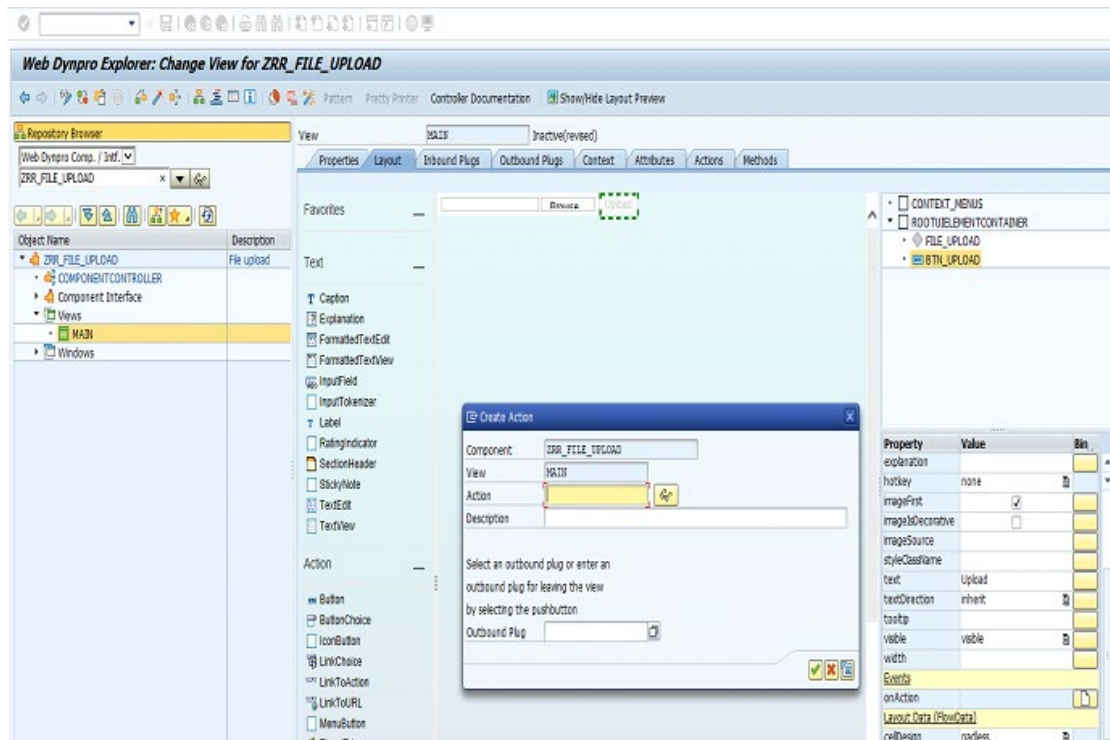 Web Dynpro Explorer: Change View for ZRR_FILE_UPLOAD
Pattern Pretty Printer Controller Documentation Show/Hide Layout Preview
Repository Browser
Web Dynpro Comp. / Intf.
ZRR_FILE_UPLOAD
Object Name Description
ZRR_FILE_UPLOAD File upload
COMPONENTCONTROLLER
Component Interface
Views
MAIN
Windows
View MAIN Inactive(revised)
Properties Layout Inbound Plugs Outbound Plugs Context Attributes Actions Methods
Favorites
Text
Caption
Explanation
FormattedTextEdit
FormattedTextView
InputField
InputTokenizer
Label
RatingIndicator
SectionHeader
StickyNote
TextEdit
TextView
Action
Button
ButtonChoice
IconButton
LinkChoice
LinkToAction
LinkToURL
MenuButton
Browse... Upload
Create Action
Component ZRR_FILE_UPLOAD
View MAIN
Action
Description
Select an outbound plug or enter an
outbound plug for leaving the view
by selecting the pushbutton
Outbound Plug
CONTEXT_MENUS
ROOTUIELEMENTCONTAINER
FILE_UPLOAD
BTN_UPLOAD
Property Value Bin..
explanation
hotkey none
imageFirst
imageIsDecorative
imageSource
styleClassName
text Upload
textDirection inherit
tooltip
visible visible
width
Events
onAction
Layout Data (FlowData)
cellDesign padless